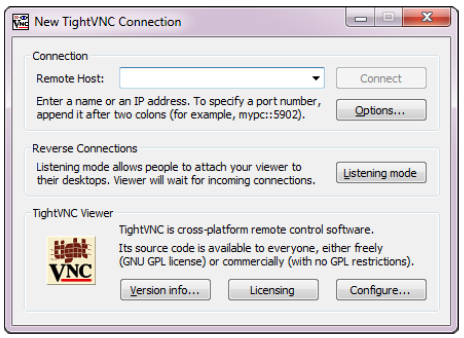 New TightVNC Connection
Connection
Remote Host:
Connect
Enter a name or an IP address. To specify a port number,
append it after two colons (for example, mypc::5902).
Options...
Reverse Connections
Listening mode allows people to attach your viewer to
their desktops. Viewer will wait for incoming connections.
Listening mode
TightVNC Viewer
TightVNC is cross-platform remote control software.
Its source code is available to everyone, either freely
(GNU GPL license) or commercially (with no GPL restrictions).
tight
VNC
Version info...
Licensing
Configure...